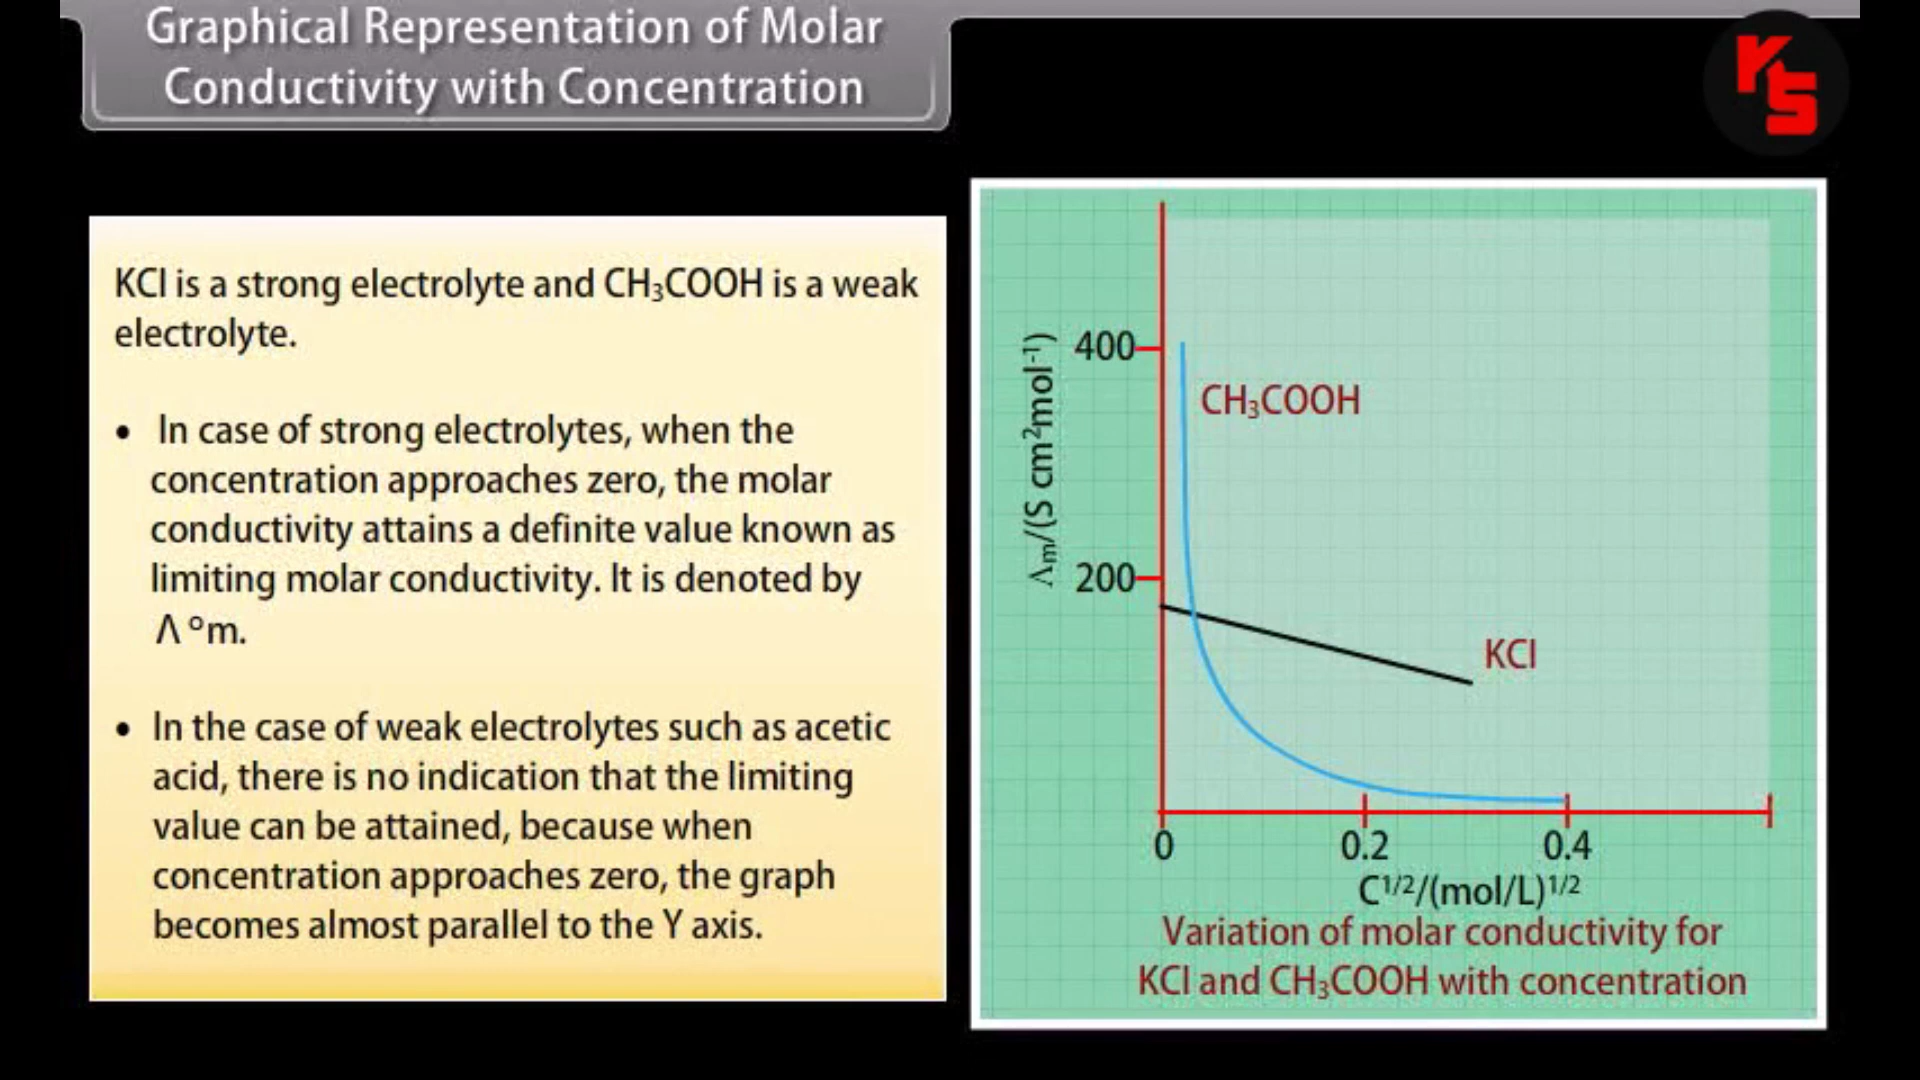 Graphical Representation of Molar
Conductivity with Concentration
KS
KCl is a strong electrolyte and CH₃COOH is a weak
electrolyte.
• In case of strong electrolytes, when the
concentration approaches zero, the molar
conductivity attains a definite value known as
limiting molar conductivity. It is denoted by
Λ°m.
• In the case of weak electrolytes such as acetic
acid, there is no indication that the limiting
value can be attained, because when
concentration approaches zero, the graph
becomes almost parallel to the Y axis.
Λₘ/(S cm²mol⁻¹)
400
CH₃COOH
200
KCl
0 0.2 0.4
C¹/²/(mol/L)¹/²
Variation of molar conductivity for
KCl and CH₃COOH with concentration